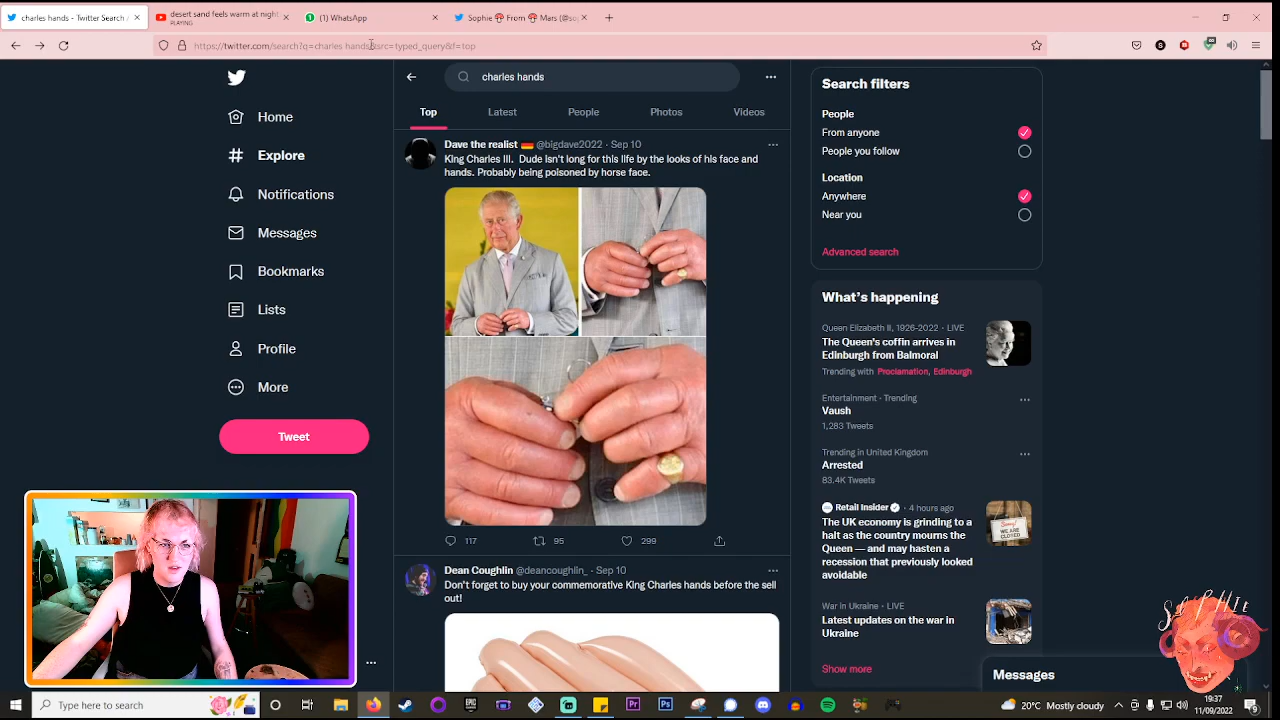 charles hands - Twitter Search /
desert sand feels warm at night
PLAYING
(1) WhatsApp
Sophie From Mars (@so
https://twitter.com/search?q=charles hands&src=typed_query&f=top
charles hands
Top
Latest
People
Photos
Videos
Home
Explore
Notifications
Messages
Bookmarks
Lists
Profile
More
Tweet
Dave the realist @bigdave2022 · Sep 10
King Charles III. Dude isn't long for this life by the looks of his face and
hands. Probably being poisoned by horse face.
117
95
299
Dean Coughlin @deancoughlin_ · Sep 10
Don't forget to buy your commemorative King Charles hands before the sell
out!
Search filters
People
From anyone
People you follow
Location
Anywhere
Near you
Advanced search
What's happening
Queen Elizabeth II, 1926-2022 · LIVE
The Queen's coffin arrives in
Edinburgh from Balmoral
Trending with Proclamation, Edinburgh
Entertainment · Trending
Vaush
1,283 Tweets
Trending in United Kingdom
Arrested
83.4K Tweets
Retail Insider · 4 hours ago
The UK economy is grinding to a
halt as the country mourns the
Queen — and may hasten a
recession that previously looked
avoidable
Sorry!
WE ARE
CLOSED
War in Ukraine · LIVE
Latest updates on the war in
Ukraine
Show more
Messages
Type here to search
20°C Mostly cloudy
19:37
11/09/2022